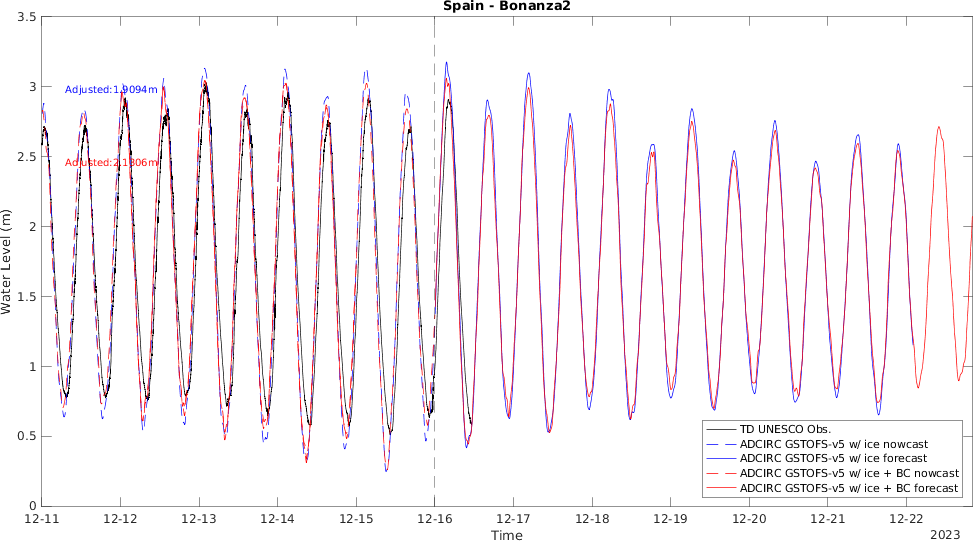 Spain - Bonanza2
3.5
3
2.5
2
1.5
1
0.5
0
Water Level (m)
Adjusted:1.9094m
Adjusted:2.1306m
TD UNESCO Obs.
ADCIRC GSTOFS-v5 w/ ice nowcast
ADCIRC GSTOFS-v5 w/ ice forecast
ADCIRC GSTOFS-v5 w/ ice + BC nowcast
ADCIRC GSTOFS-v5 w/ ice + BC forecast
12-11 12-12 12-13 12-14 12-15 12-16 12-17 12-18 12-19 12-20 12-21 12-22
Time
2023